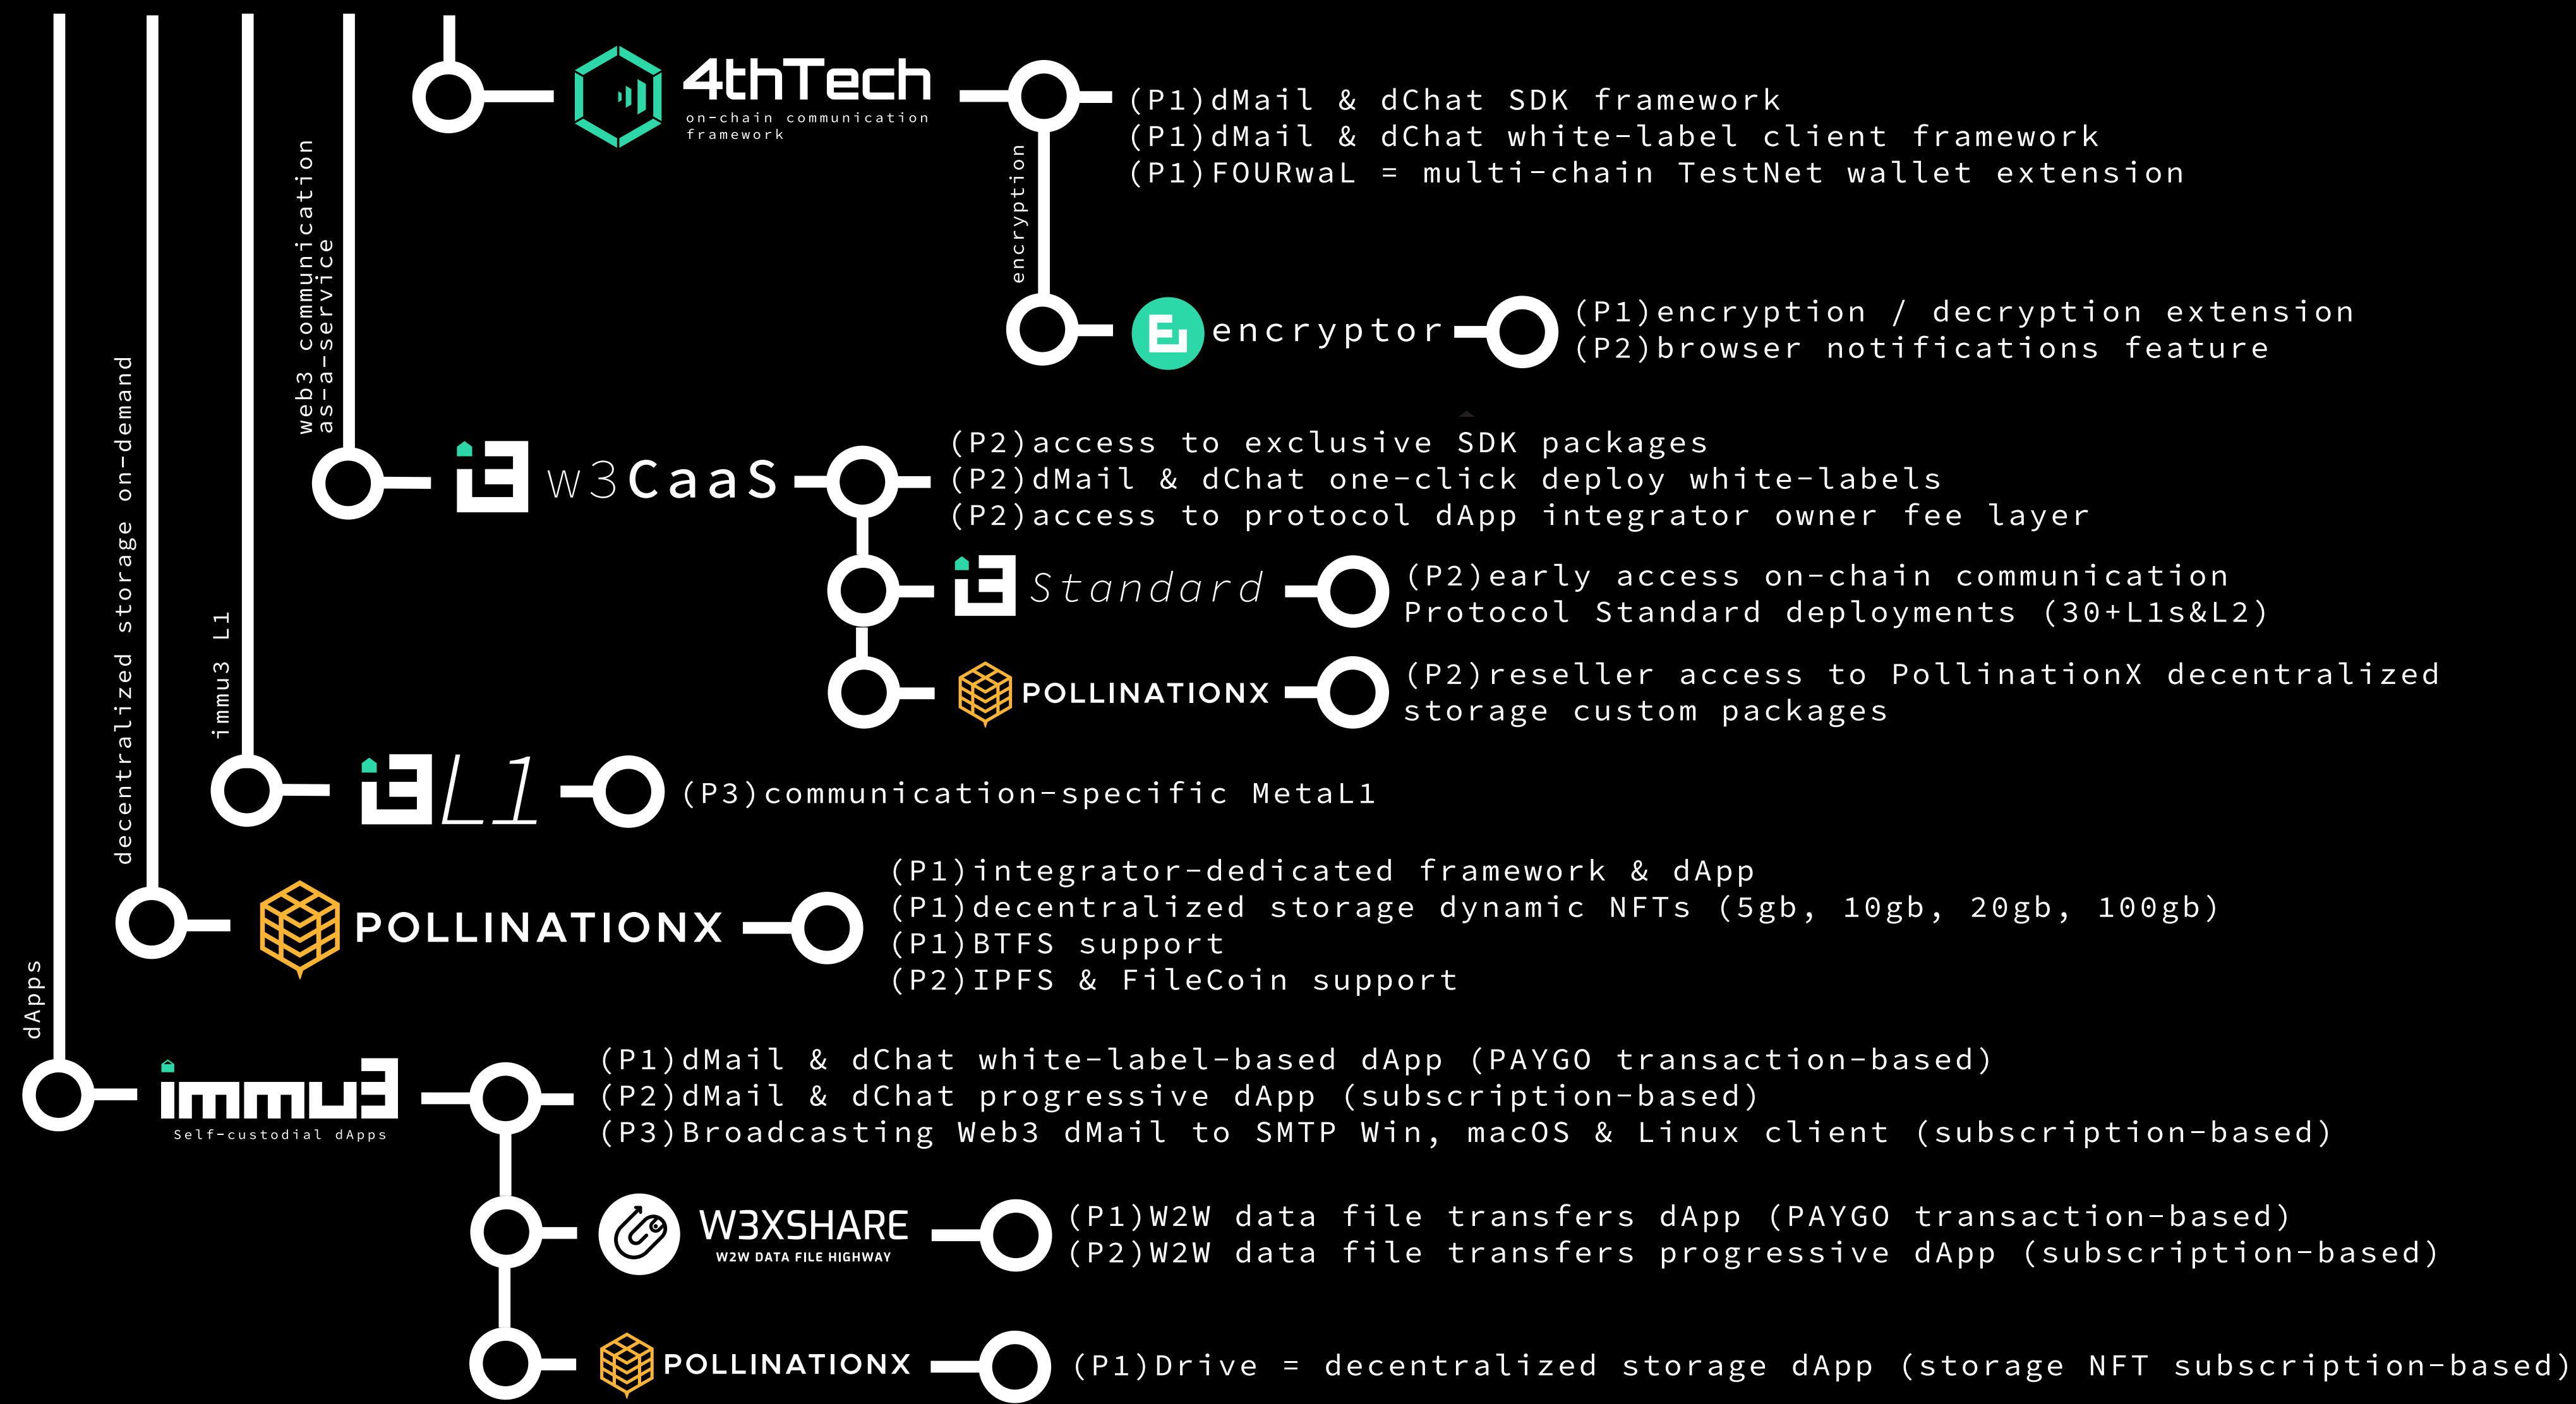 4thTech
on-chain communication
framework
(P1)dMail & dChat SDK framework
(P1)dMail & dChat white-label client framework
(P1)FOURwaL = multi-chain TestNet wallet extension
encryption
encryptor
(P1)encryption / decryption extension
(P2)browser notifications feature
web3 communication
as-a-service
i3 w3CaaS
(P2)access to exclusive SDK packages
(P2)dMail & dChat one-click deploy white-labels
(P2)access to protocol dApp integrator owner fee layer
i3 Standard
(P2)early access on-chain communication
Protocol Standard deployments (30+L1s&L2)
POLLINATIONX
(P2)reseller access to PollinationX decentralized
storage custom packages
immu3 L1
i3 L1
(P3)communication-specific MetaL1
decentralized storage on-demand
POLLINATIONX
(P1)integrator-dedicated framework & dApp
(P1)decentralized storage dynamic NFTs (5gb, 10gb, 20gb, 100gb)
(P1)BTFS support
(P2)IPFS & FileCoin support
dApps
immu3
Self-custodial dApps
(P1)dMail & dChat white-label-based dApp (PAYGO transaction-based)
(P2)dMail & dChat progressive dApp (subscription-based)
(P3)Broadcasting Web3 dMail to SMTP Win, macOS & Linux client (subscription-based)
W3XSHARE
W2W DATA FILE HIGHWAY
(P1)W2W data file transfers dApp (PAYGO transaction-based)
(P2)W2W data file transfers progressive dApp (subscription-based)
POLLINATIONX
(P1)Drive = decentralized storage dApp (storage NFT subscription-based)